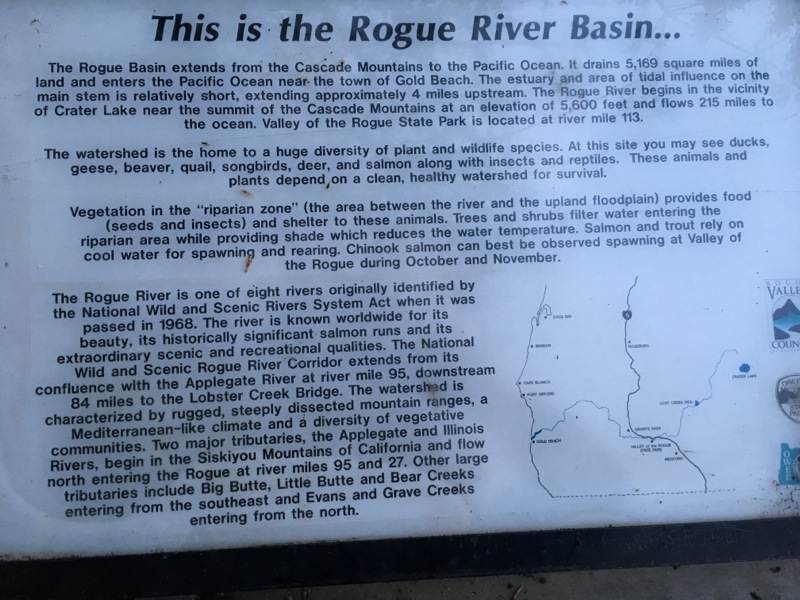 This is the Rogue River Basin...
The Rogue Basin extends from the Cascade Mountains to the Pacific Ocean. It drains 5,169 square miles of
land and enters the Pacific Ocean near the town of Gold Beach. The estuary and area of tidal influence on the
main stem is relatively short, extending approximately 4 miles upstream. The Rogue River begins in the vicinity
of Crater Lake near the summit of the Cascade Mountains at an elevation of 5,600 feet and flows 215 miles to
the ocean. Valley of the Rogue State Park is located at river mile 113.
The watershed is the home to a huge diversity of plant and wildlife species. At this site you may see ducks,
geese, beaver, quail, songbirds, deer, and salmon along with insects and reptiles. These animals and
plants depend on a clean, healthy watershed for survival.
Vegetation in the "riparian zone" (the area between the river and the upland floodplain) provides food
(seeds and insects) and shelter to these animals. Trees and shrubs filter water entering the
riparian area while providing shade which reduces the water temperature. Salmon and trout rely on
cool water for spawning and rearing. Chinook salmon can best be observed spawning at Valley of
the Rogue during October and November.
The Rogue River is one of eight rivers originally identified by
the National Wild and Scenic Rivers System Act when it was
passed in 1968. The river is known worldwide for its
beauty, its historically significant salmon runs and its
extraordinary scenic and recreational qualities. The National
Wild and Scenic Rogue River Corridor extends from its
confluence with the Applegate River at river mile 95, downstream
84 miles to the Lobster Creek Bridge. The watershed is
characterized by rugged, steeply dissected mountain ranges, a
Mediterranean-like climate and a diversity of vegetative
communities. Two major tributaries, the Applegate and Illinois
Rivers, begin in the Siskiyou Mountains of California and flow
north entering the Rogue at river miles 95 and 27. Other large
tributaries include Big Butte, Little Butte and Bear Creeks
entering from the southeast and Evans and Grave Creeks
entering from the north.
COOS BAY
5
BANDON
ROSEBURG
CRATER LAKE
CAPE BLANCO
PORT ORFORD
LOST CREEK RES.
GRANTS PASS
GOLD BEACH
VALLEY of the ROGUE
STATE PARK
MEDFORD
VALLE
COUN